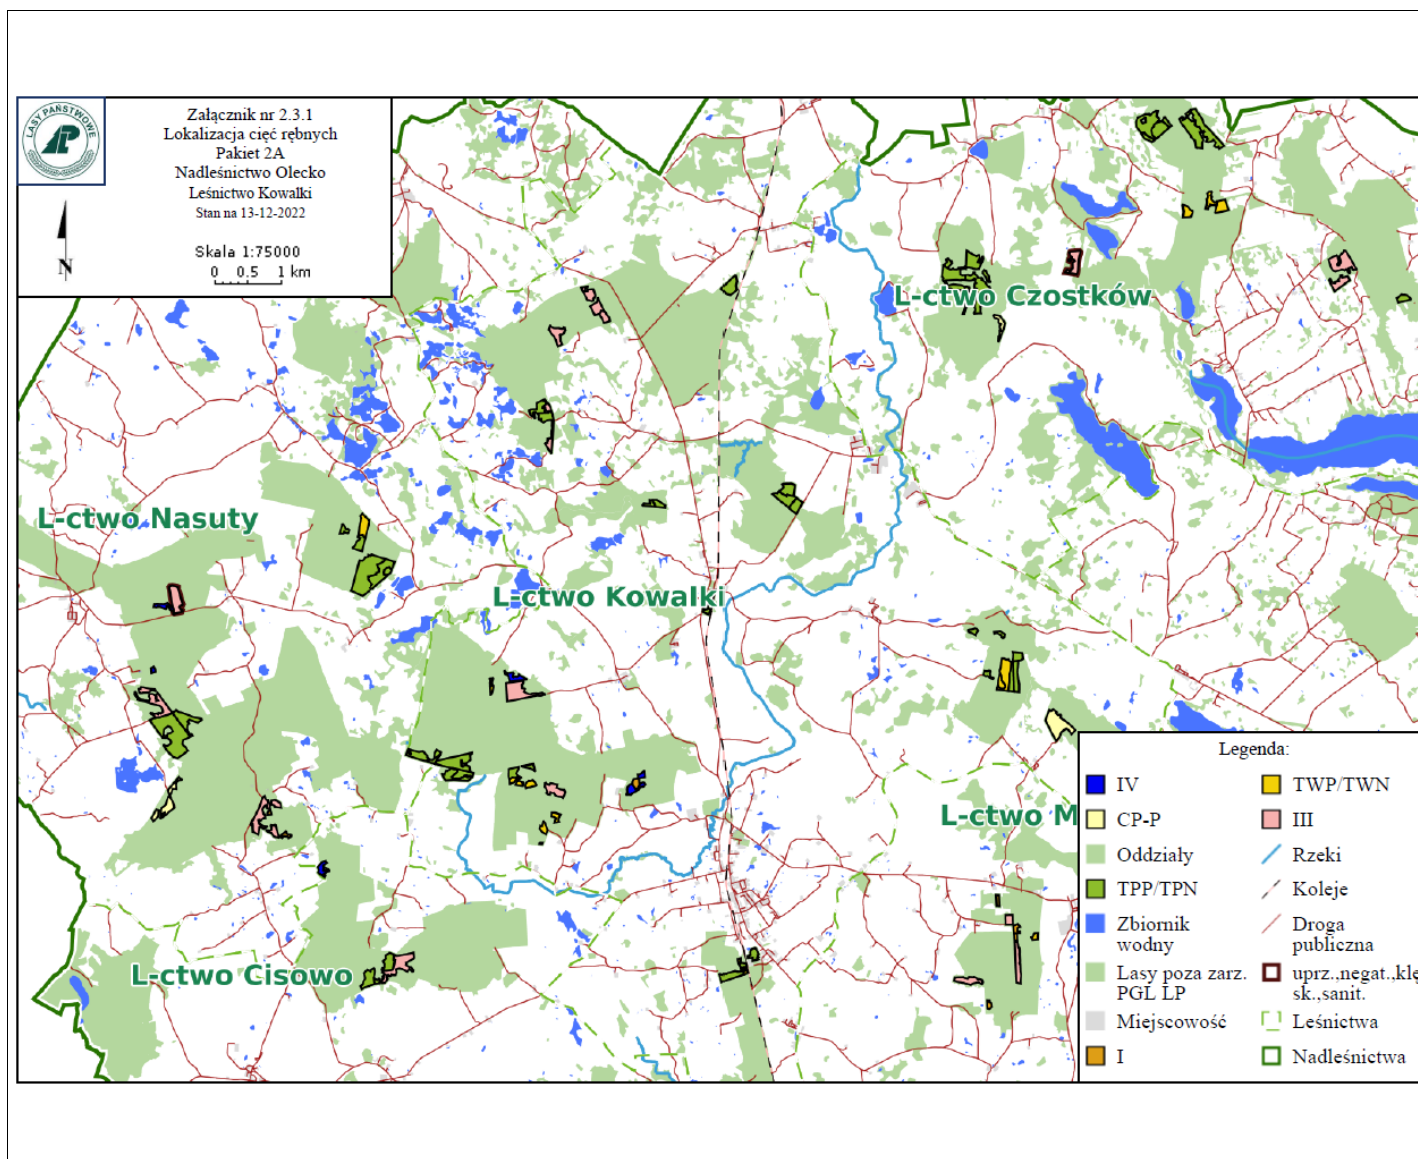 LASY PAŃSTWOWE
Załącznik nr 2.3.1
Lokalizacja cięć rębnych
Pakiet 2A
Nadleśnictwo Olecko
Leśnictwo Kowalki
Stan na 13-12-2022
N
Skala 1:75000
0 0.5 1 km
L-ctwo Czostków
L-ctwo Nasuty
L-ctwo Kowalki
L-ctwo M
L-ctwo Cisowo
Legenda:
IV
CP-P
Oddziały
TPP/TPN
Zbiornik
wodny
Lasy poza zarz.
PGL LP
Miejscowość
I
TWP/TWN
III
Rzeki
Koleje
Droga
publiczna
uprz.,negat.,klę
sk.,sanit.
Leśnictwa
Nadleśnictwa